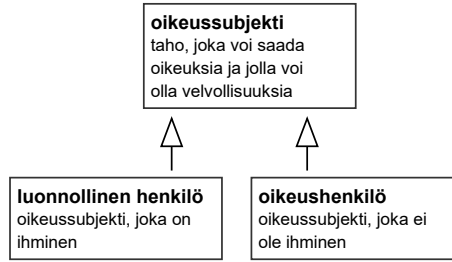 oikeussubjekti
taho, joka voi saada
oikeuksia ja jolla voi
olla velvollisuuksia
luonnollinen henkilö
oikeussubjekti, joka on
ihminen
oikeushenkilö
oikeussubjekti, joka ei
ole ihminen